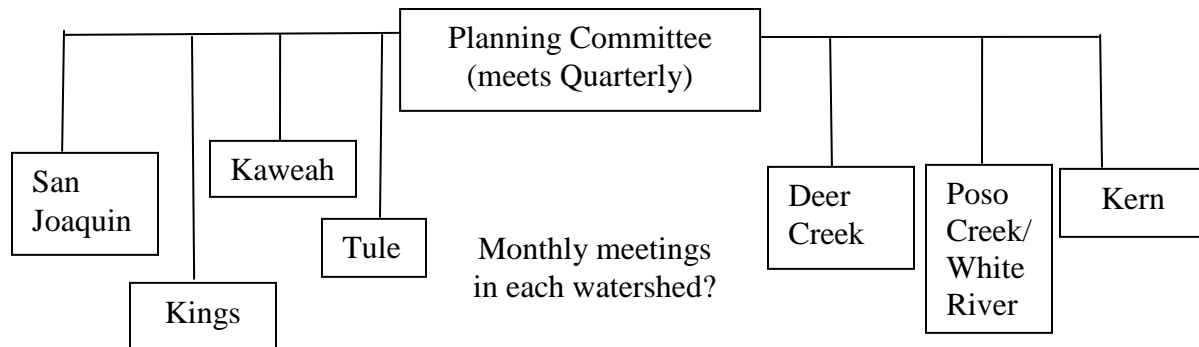 Planning Committee
(meets Quarterly)
San
Joaquin
Kings
Kaweah
Tule
Monthly meetings
in each watershed?
Deer
Creek
Poso
Creek/
White
River
Kern